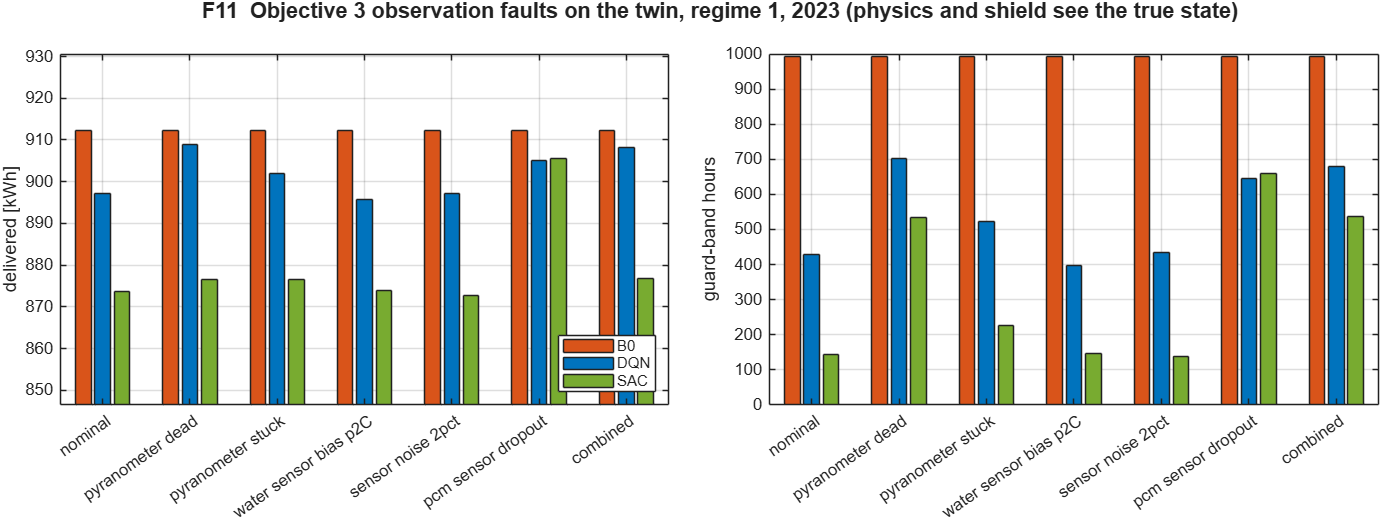 F11 Objective 3 observation faults on the twin, regime 1, 2023 (physics and shield see the true state)
delivered [kWh]
930
920
910
900
890
880
870
860
850
B0
DQN
SAC
nominal
pyranometer dead
pyranometer stuck
water sensor bias p2C
sensor noise 2pct
pcm sensor dropout
combined
guard-band hours
1000
900
800
700
600
500
400
300
200
100
0
nominal
pyranometer dead
pyranometer stuck
water sensor bias p2C
sensor noise 2pct
pcm sensor dropout
combined